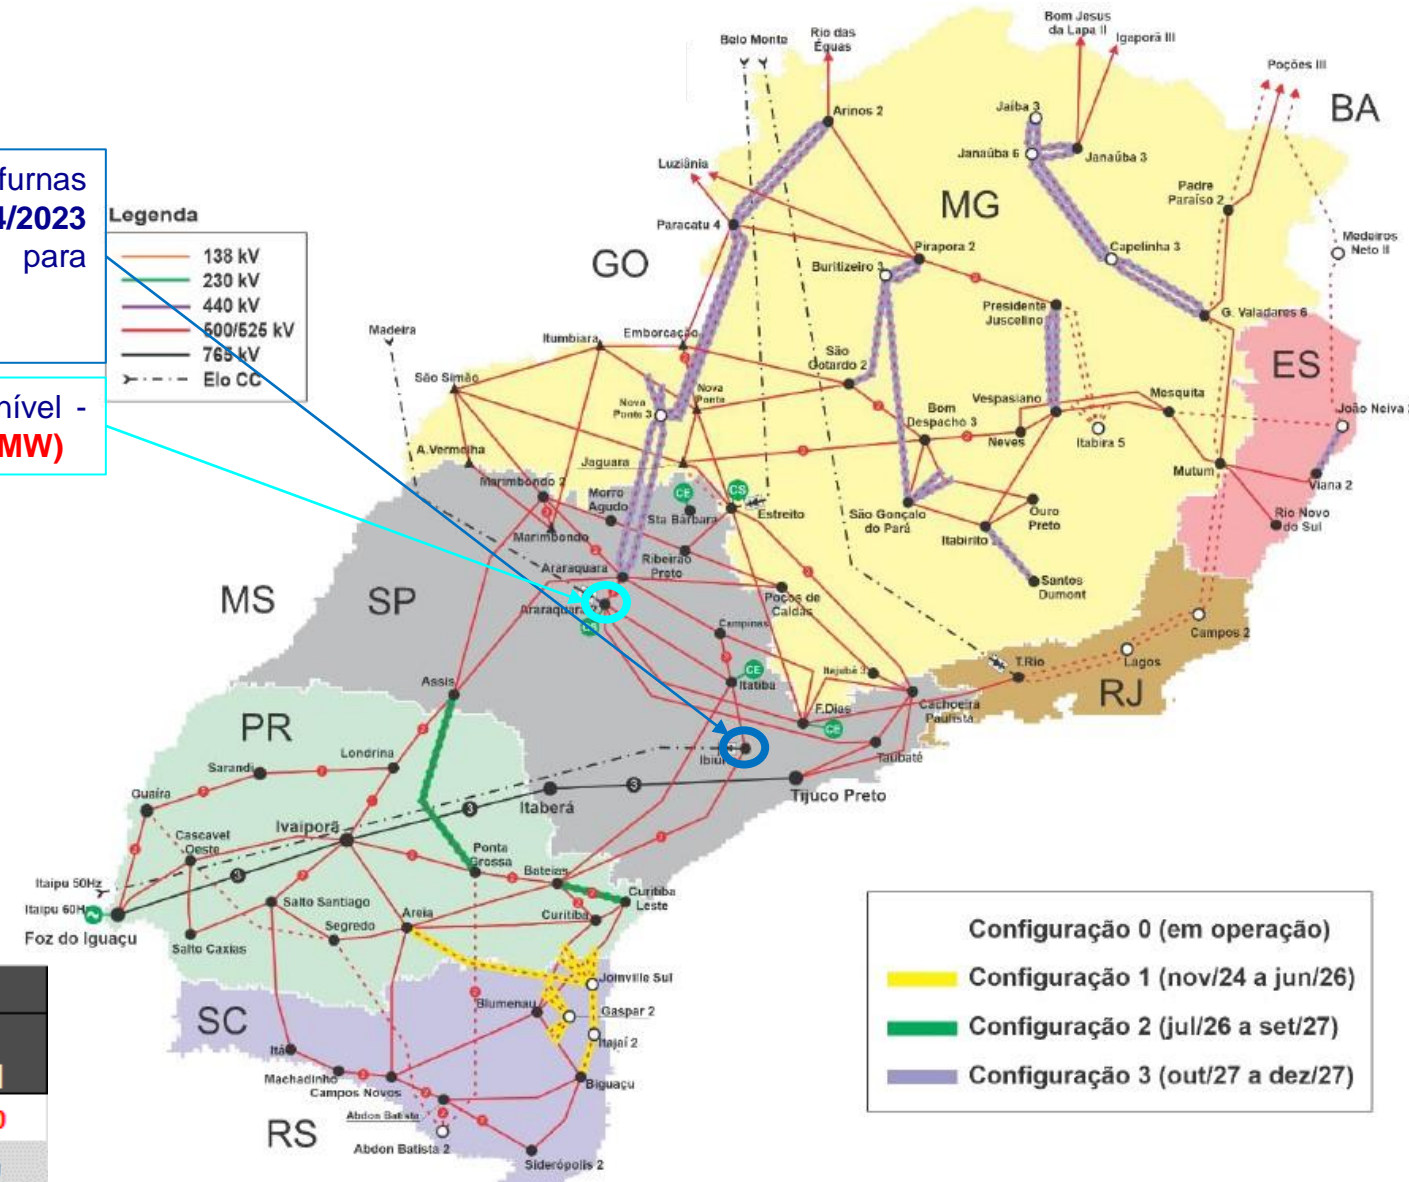 furnas
4/2023
para
nível -
MW)
Legenda
138 kV
230 kV
440 kV
500/525 kV
765 kV
Elo CC
Belo Monte
Rio das
Éguas
Bom Jesus
da Lapa II
Igaporã III
Poções III
BA
Arinos 2
Jaíba 3
Janaúba 6
Janaúba 3
Luziânia
MG
Padre
Paraíso 2
Paracatu 4
Pirapora 2
Capelinha 3
Medeiros
Neto II
GO
Buritizeiro 3
Presidente
Juscelino
G. Valadares 6
Madeira
Itumbiara
Emborcação
São
Gotardo 2
ES
São Simão
Nova
Ponte 3
Nova
Ponte
Bom
Despacho 3
Vespasiano
Mesquita
João Neiva 2
Neves
Itabira 5
A.Vermelha
Jaguara
Mutum
Viana 2
Marimbondo 2
Morro
Agudo
CE
Sta Bárbara
CS
Estreito
São Gonçalo
do Pará
Ouro
Preto
Rio Novo
do Sul
Marimbondo
Ribeirão
Preto
Itabirito
Araraquara
Santos
Dumont
MS
SP
Araraquara 2
Poços de
Caldas
Campinas
Campos 2
Itajubá 3
T.Rio
Lagos
RJ
Assis
CE
Itatiba
F.Dias
CE
Cachoeira
Paulista
PR
Londrina
Sarandi
Taubaté
Guaíra
Itaberá
Tijuco Preto
Ivaiporã
Cascavel
Oeste
Ponta
Grossa
Bateias
Itaipu 50Hz
Itaipu 60Hz
Foz do Iguaçu
Salto Santiago
Areia
Segredo
Salto Caxias
Curitiba
Curitiba
Leste
Joinville Sul
Blumenau
Gaspar 2
SC
Itajaí 2
Itá
Machadinho
Campos Novos
Biguaçu
Abdon Batista
RS
Abdon Batista 2
Siderópolis 2
Configuração 0 (em operação)
Configuração 1 (nov/24 a jun/26)
Configuração 2 (jul/26 a set/27)
Configuração 3 (out/27 a dez/27)